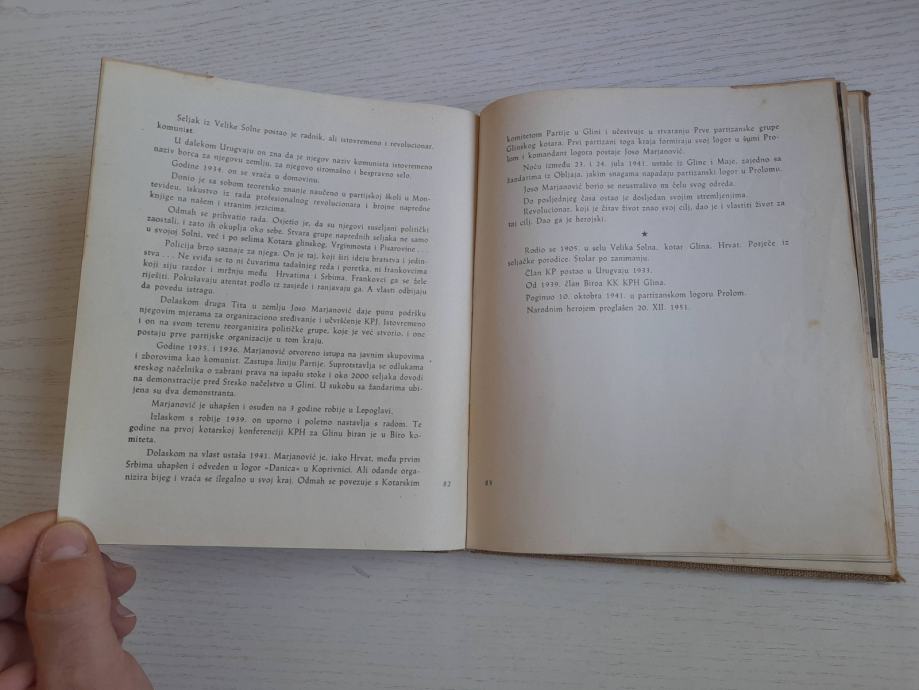 Seljak iz Velike Solne postao je radnik, ali istovremeno i revolucionar.
komunist.
U dalekom Urugvaju on zna da je njegov naziv komunista istovremeno
naziv borca za njegovu zemlju, za njegovo siromašno i bespravno selo.
Godine 1934. on se vraća u domovinu.
Donio je sa sobom teoretsko znanje naučeno u partijskoj školi u Mon-
tevideu, iskustvo iz rada profesionalnog revolucionara i brojne napredne
knjige na našem i stranim jezicima.
Odmah se prihvatio rada. Osjetio je, da su njegovi suseljani politički
zaostali, i zato ih okuplja oko sebe. Stvara grupe naprednih seljaka ne samo
u svojoj Solni, već i po selima Kotara glinskog, Vrginmosta i Pisarovine...
Policija brzo saznaje za njega. On je taj, koji širi ideju bratstva i jedin-
stva... Ne sviđa se to ni čuvarima tadašnjeg reda i poretka, ni frankovcima
koji siju razdor i mržnju među Hrvatima i Srbima. Frankovci ga se žele
riješiti. Pokušavaju atentat podlo iz zasjede i ranjavaju ga. A vlasti odbijaju
da povedu istragu.
Dolaskom druga Tita u zemlju Joso Marjanović daje punu podršku
njegovim mjerama za organizaciono sređivanje i učvršćenje KPJ. Istovremeno
i on na svom terenu reorganizira političke grupe, koje je već stvorio, i one
postaju prve partijske organizacije u tom kraju.
Godine 1935. i 1936. Marjanović otvoreno istupa na javnim skupovima
i zborovima kao komunist. Zastupa liniju Partije. Suprotstavlja se odlukama
sreskog načelnika o zabrani prava na ispašu stoke i oko 2000 seljaka dovodi
na demonstracije pred Sresko načelstvo u Glini. U sukobu sa žandarima ubi-
jena su dva demonstranta.
Marjanović je uhapšen i osuđen na 3 godine robije u Lepoglavi.
Izlaskom s robije 1939. on uporno i poletno nastavlja s radom. Te
godine na prvoj kotarskoj konferenciji KPH za Glinu biran je u Biro ko-
miteta.
Dolaskom na vlast ustaša 1941. Marjanović je, iako Hrvat, među prvim
Srbima uhapšen i odveden u logor »Danica« u Koprivnici. Ali odande orga-
nizira bijeg i vraća se ilegalno u svoj kraj. Odmah se povezuje s Kotarskim
82
komitetom Partije u Glini i učestvuje u stvaranju Prve partizanske grupe
Glinskog kotara. Prvi partizani toga kraja formiraju svoj logor u šumi Pro-
lom i komandant logora postaje Joso Marjanović.
Noću između 23. i 24. jula 1941. ustaše iz Gline i Maje, zajedno sa
žandarima iz Obljaja, jakim snagama napadaju partizanski logor u Prolomu.
Joso Marjanović borio se neustrašivo na čelu svog odreda.
Do posljednjeg časa ostao je dosljedan svojim stremljenjima.
Revolucionar, koji je čitav život znao svoj cilj, dao je i vlastiti život za
taj cilj. Dao ga je herojski.
★
Rodio se 1905. u selu Velika Solna, kotar Glina. Hrvat. Potječe iz
seljačke porodice. Stolar po zanimanju.
Član KP postao u Urugvaju 1933.
Od 1939. član Biroa KK KPH Glina.
Poginuo 10. oktobra 1941. u partizanskom logoru Prolom.
Narodnim herojem proglašen 20. XII. 1951.
83